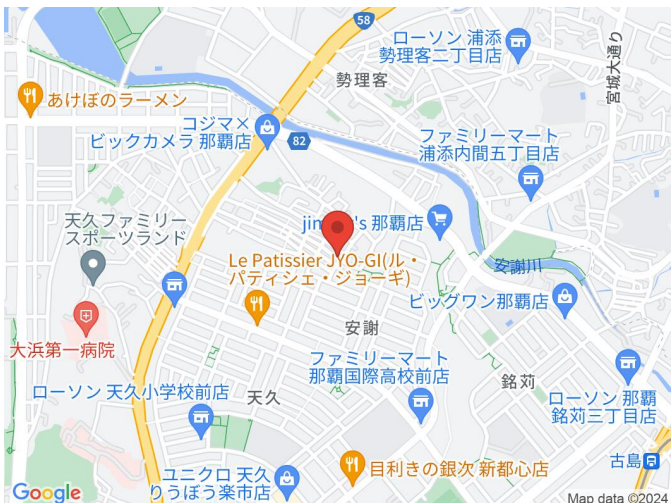 58
ローソン 浦添
勢理客二丁目店
宮城大通り
勢理客
あけぼのラーメン
コジマ×
ビックカメラ 那覇店
82
ファミリーマート
浦添内間五丁目店
天久ファミリー
スポーツランド
jim
's 那覇店
Le Patissier JYO-GI(ル・
パティシェ・ジョーギ)
安謝川
ビッグワン那覇店
大浜第一病院
安謝
ファミリーマート
那覇国際高校前店
銘苅
ローソン 天久小学校前店
天久
ローソン 那覇
銘苅三丁目店
古島
ユニクロ 天久
りうぼう楽市店
目利きの銀次 新都心店
Google
Map data ©2024